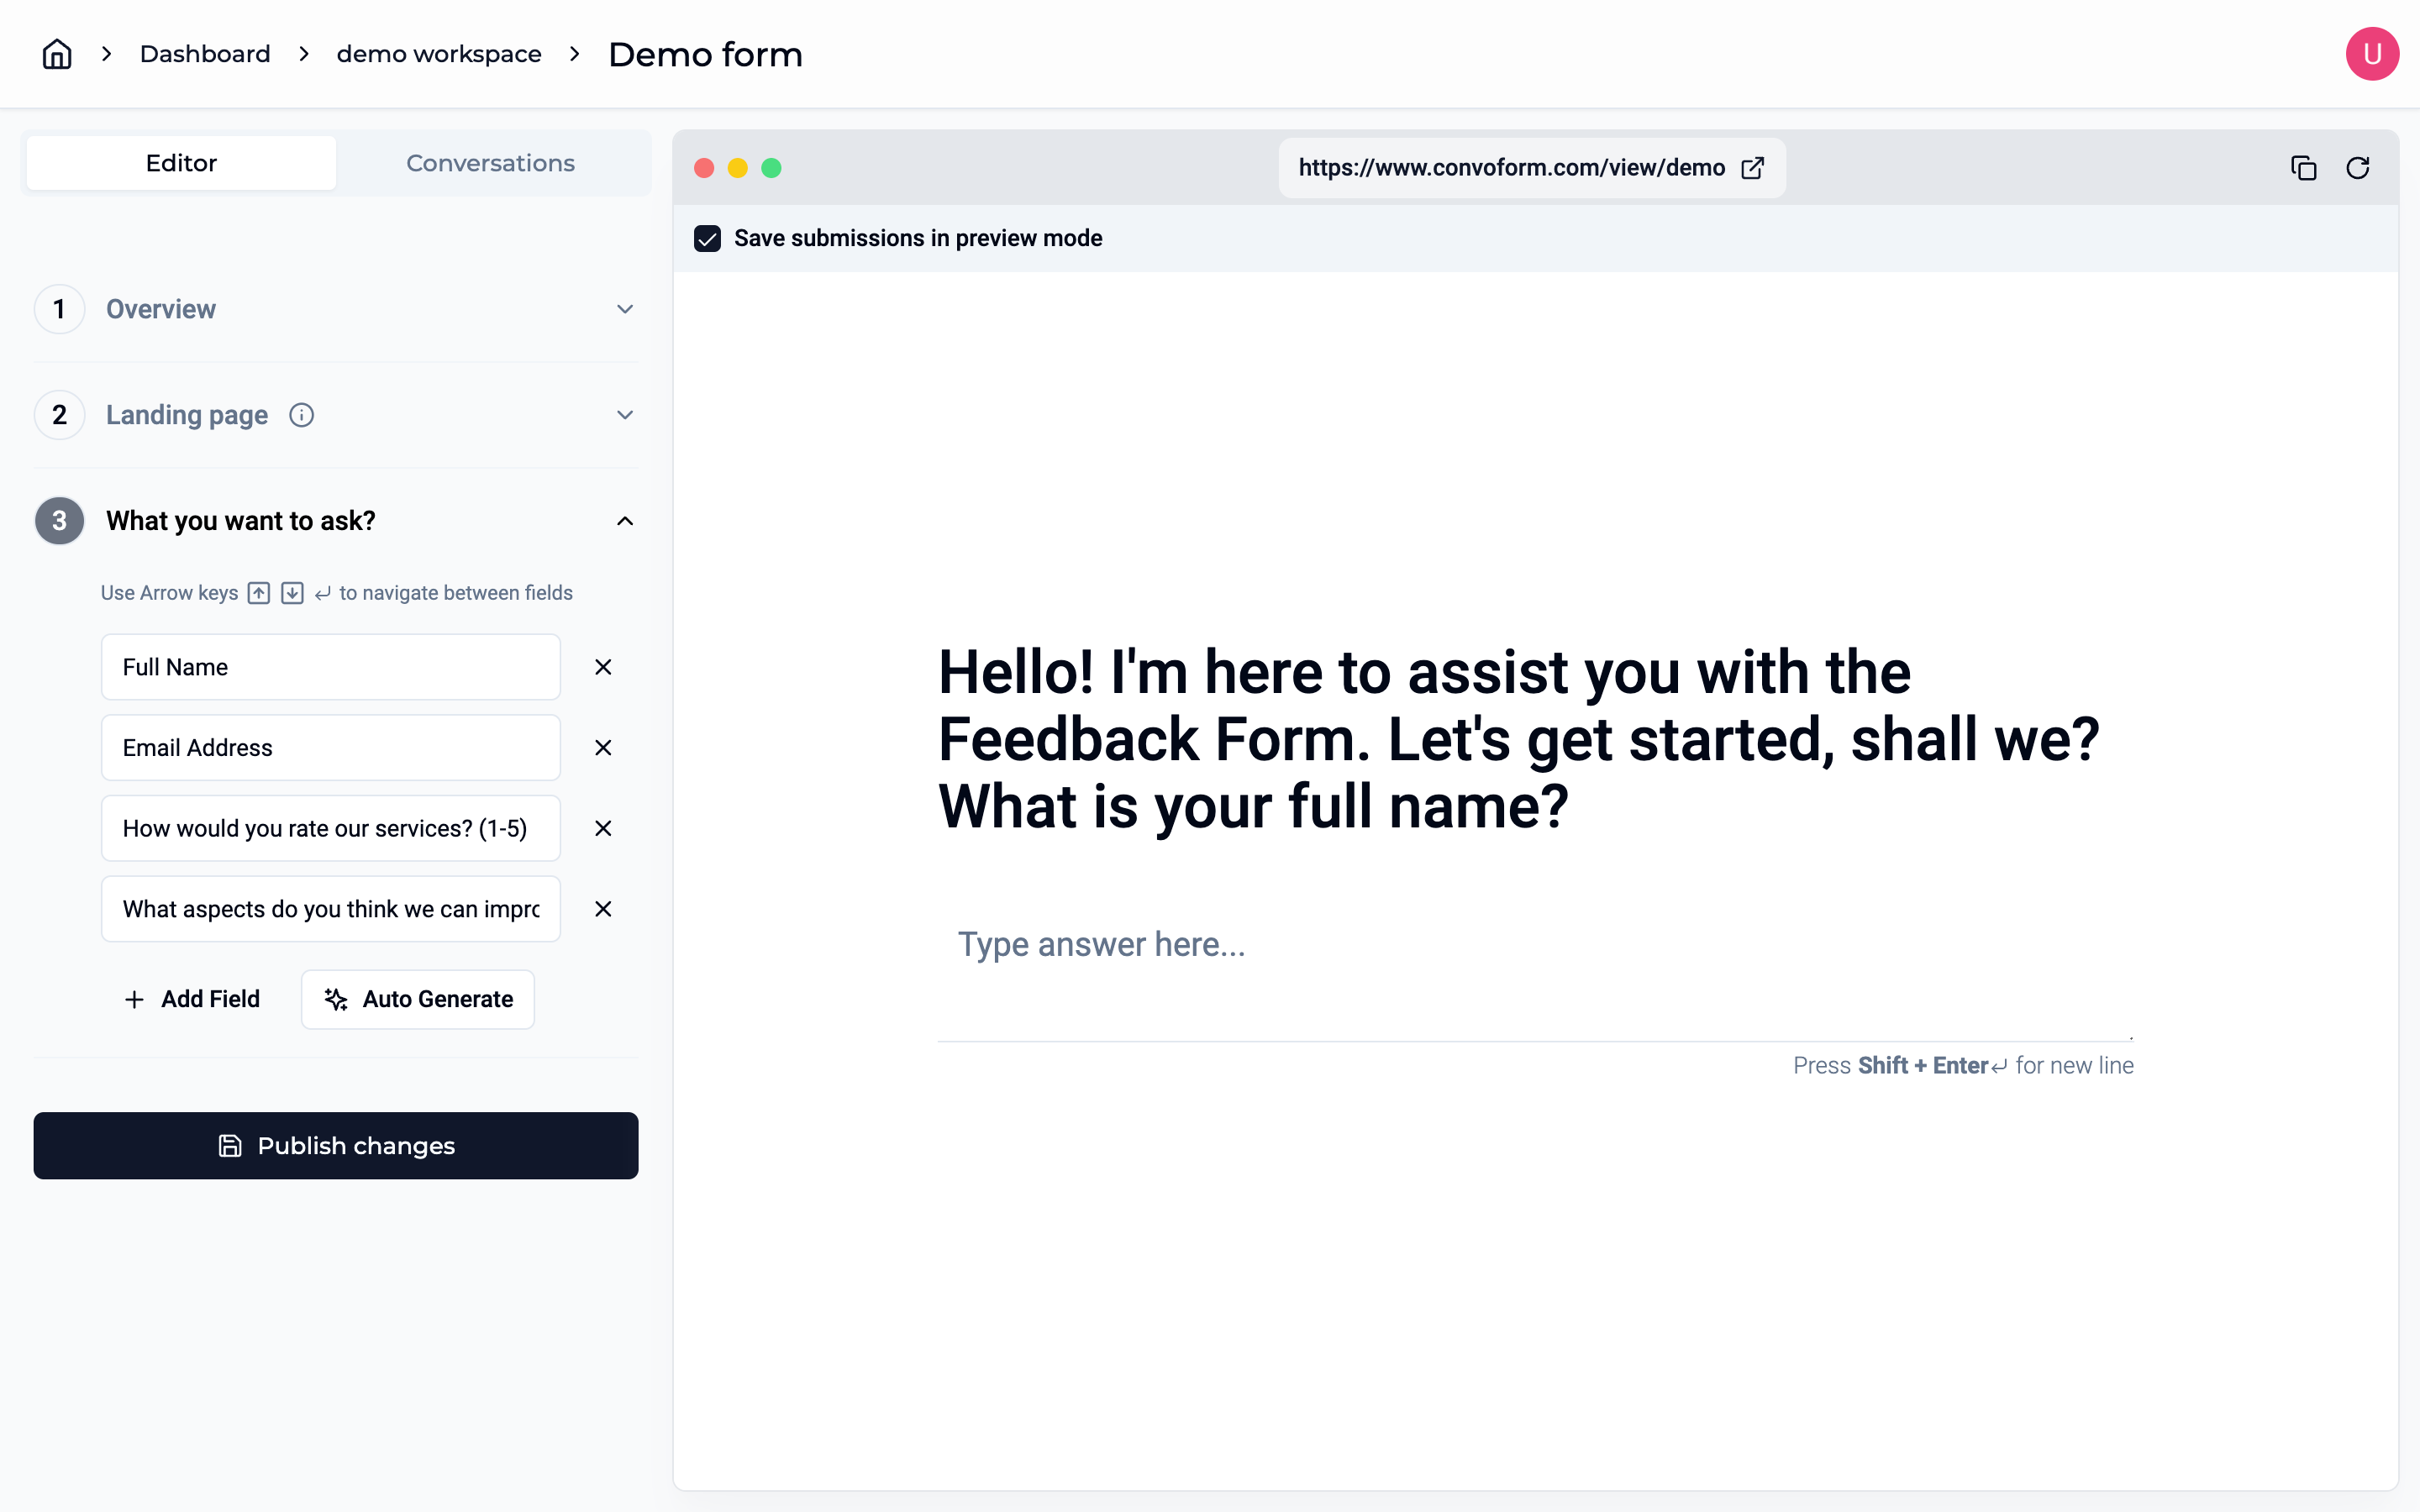 Dashboard
demo workspace
Demo form
U
Editor
Conversations
1
Overview
2
Landing page
3
What you want to ask?
Use Arrow keys to navigate between fields
Full Name
Email Address
How would you rate our services? (1-5)
What aspects do you think we can impro
Add Field
Auto Generate
Publish changes
https://www.convoform.com/view/demo
Save submissions in preview mode
Hello! I'm here to assist you with the
Feedback Form. Let's get started, shall we?
What is your full name?
Type answer here...
Press Shift + Enter for new line